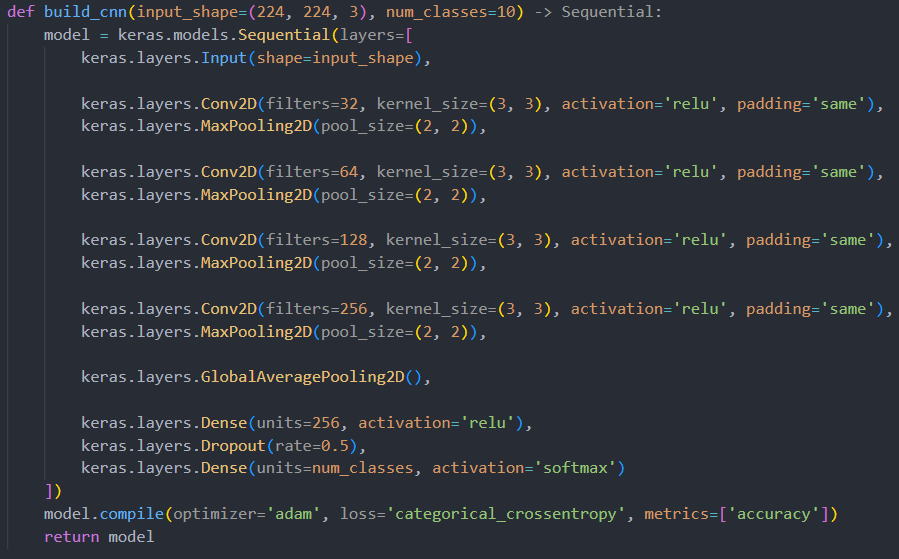 def build_cnn(input_shape=(224, 224, 3), num_classes=10) -> Sequential:
    model = keras.models.Sequential(layers=[
        keras.layers.Input(shape=input_shape),

        keras.layers.Conv2D(filters=32, kernel_size=(3, 3), activation='relu', padding='same'),
        keras.layers.MaxPooling2D(pool_size=(2, 2)),

        keras.layers.Conv2D(filters=64, kernel_size=(3, 3), activation='relu', padding='same'),
        keras.layers.MaxPooling2D(pool_size=(2, 2)),

        keras.layers.Conv2D(filters=128, kernel_size=(3, 3), activation='relu', padding='same'),
        keras.layers.MaxPooling2D(pool_size=(2, 2)),

        keras.layers.Conv2D(filters=256, kernel_size=(3, 3), activation='relu', padding='same'),
        keras.layers.MaxPooling2D(pool_size=(2, 2)),

        keras.layers.GlobalAveragePooling2D(),

        keras.layers.Dense(units=256, activation='relu'),
        keras.layers.Dropout(rate=0.5),
        keras.layers.Dense(units=num_classes, activation='softmax')
    ])
    model.compile(optimizer='adam', loss='categorical_crossentropy', metrics=['accuracy'])
    return model